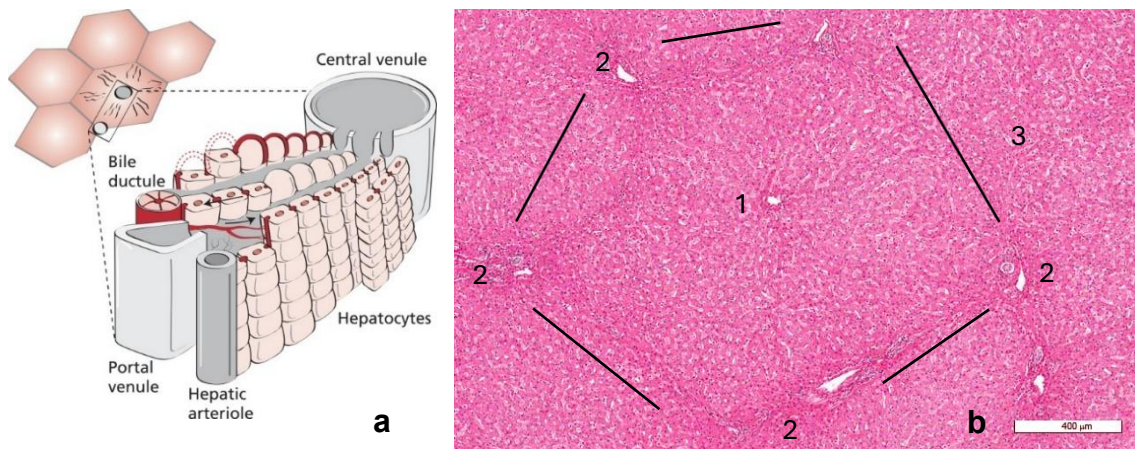 Central venule
Bile
ductule
Hepatocytes
Portal
venule
Hepatic
arteriole
a
2
3
1
2
2
2
b
400 µm